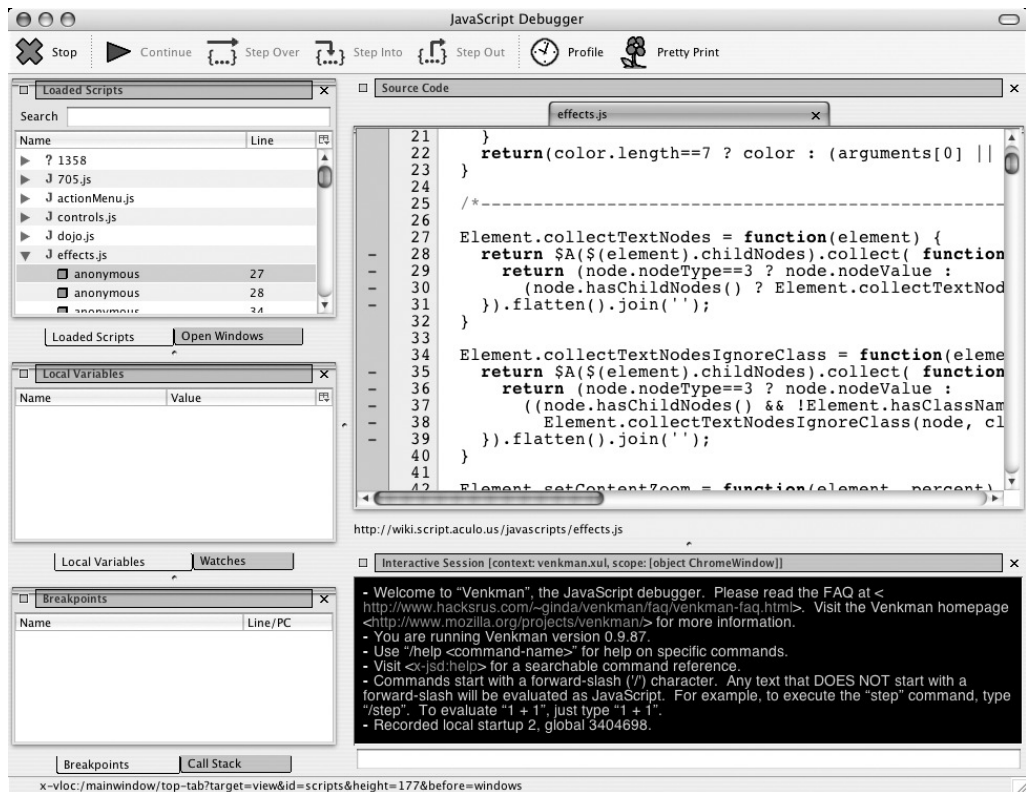 JavaScript Debugger
Stop Continue Step Over Step Into Step Out Profile Pretty Print
Loaded Scripts
Search
Name Line
? 1358
J 705.js
J actionMenu.js
J controls.js
J dojo.js
J effects.js
anonymous 27
anonymous 28
anonymous 34
Loaded Scripts Open Windows
Local Variables
Name Value
Local Variables Watches
Breakpoints
Name Line/PC
Breakpoints Call Stack
Source Code
effects.js
21 }
22 return(color.length==7 ? color : (arguments[0] ||
23 }
24
25 /*--------------------------------------------------
26
27 Element.collectTextNodes = function(element) {
28 return $A($(element).childNodes).collect( function
29 return (node.nodeType==3 ? node.nodeValue :
30 (node.hasChildNodes() ? Element.collectTextNod
31 }).flatten().join('');
32 }
33
34 Element.collectTextNodesIgnoreClass = function(eleme
35 return $A($(element).childNodes).collect( function
36 return (node.nodeType==3 ? node.nodeValue :
37 ((node.hasChildNodes() && !Element.hasClassNam
38 Element.collectTextNodesIgnoreClass(node, cl
39 }).flatten().join('');
40 }
41
42 Element.setContentZoom = function(element, percent)
http://wiki.script.aculo.us/javascripts/effects.js
Interactive Session [context: venkman.xul, scope: [object ChromeWindow]]
- Welcome to “Venkman”, the JavaScript debugger. Please read the FAQ at <
http://www.hacksrus.com/~ginda/venkman/faq/venkman-faq.html>. Visit the Venkman homepage
<http://www.mozilla.org/projects/venkman/> for more information.
- You are running Venkman version 0.9.87.
- Use “/help <command-name>” for help on specific commands.
- Visit <x-jsd:help> for a searchable command reference.
- Commands start with a forward-slash ('/') character. Any text that DOES NOT start with a
forward-slash will be evaluated as JavaScript. For example, to execute the “step” command, type
“/step”. To evaluate “1 + 1”, just type “1 + 1”.
- Recorded local startup 2, global 3404698.
x-vloc:/mainwindow/top-tab?target=view&id=scripts&height=177&before=windows